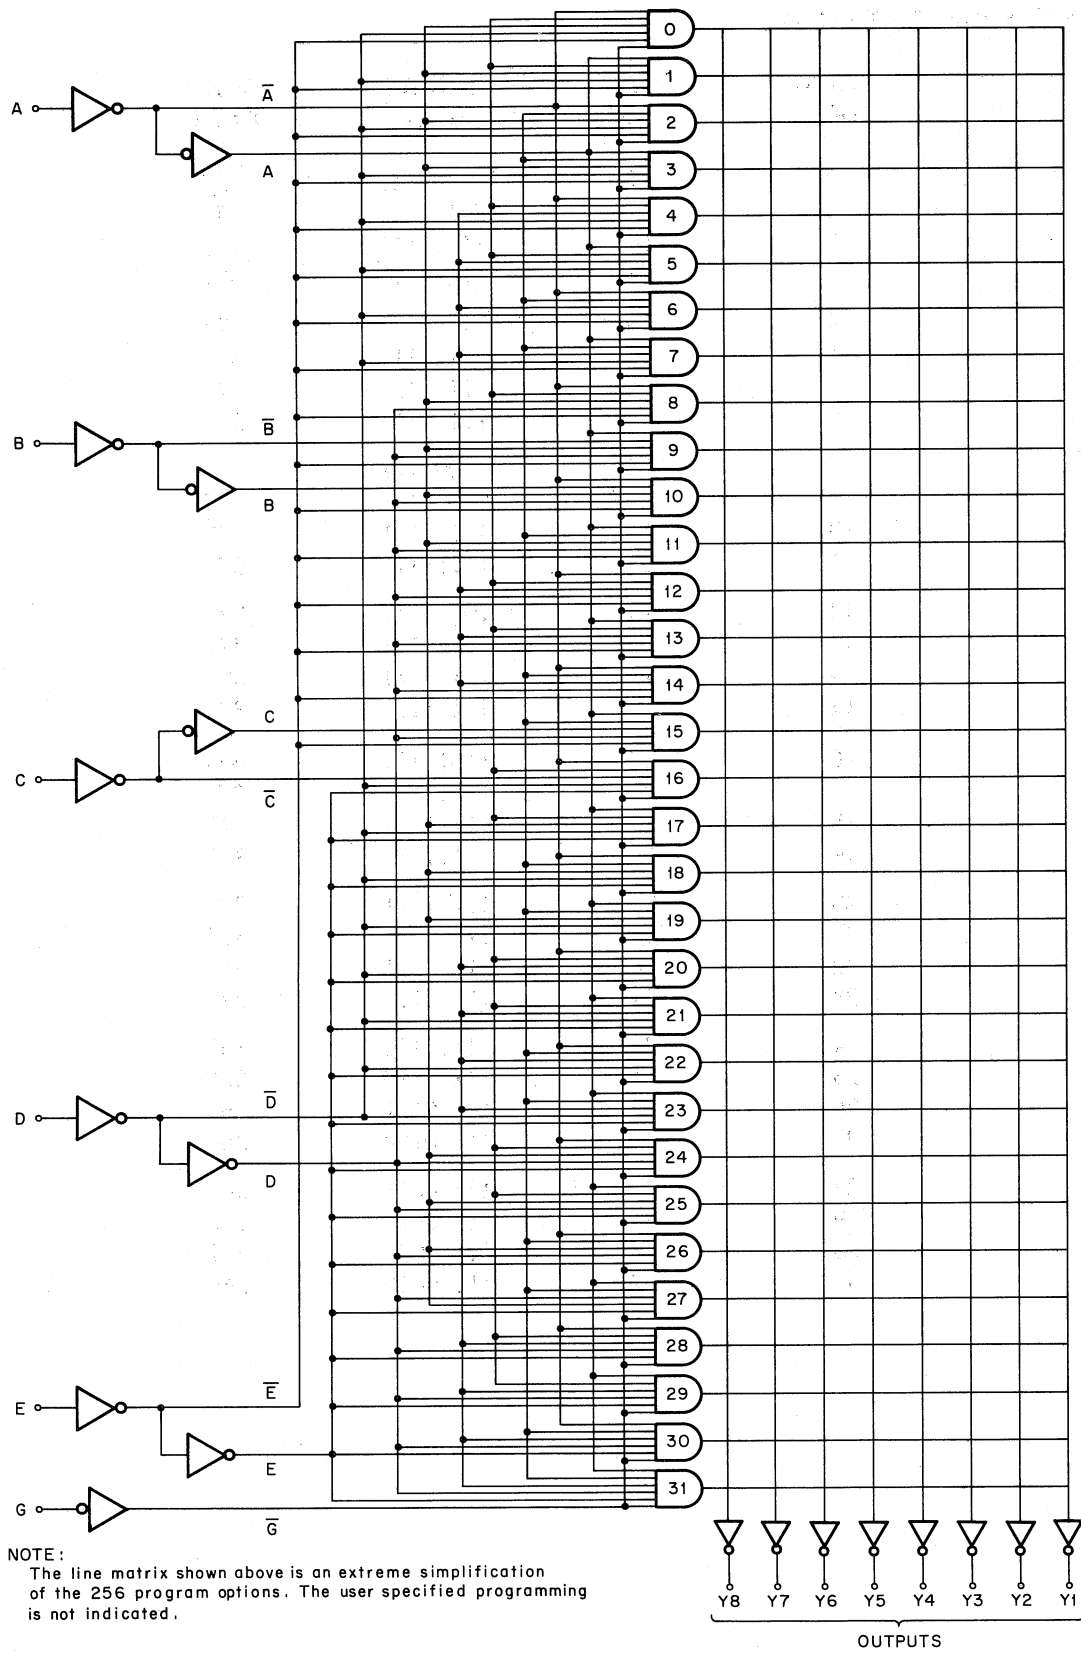 0
1
A
A̅
2
A
3
4
5
6
7
8
B
B̅
9
B
10
11
12
13
14
C
15
C
C̅
16
17
18
19
20
21
22
D
D̅
23
24
D
25
26
27
28
E
E̅
29
30
E
31
G
G̅
NOTE:
The line matrix shown above is an extreme simplification
of the 256 program options. The user specified programming
is not indicated.
Y8 Y7 Y6 Y5 Y4 Y3 Y2 Y1
OUTPUTS